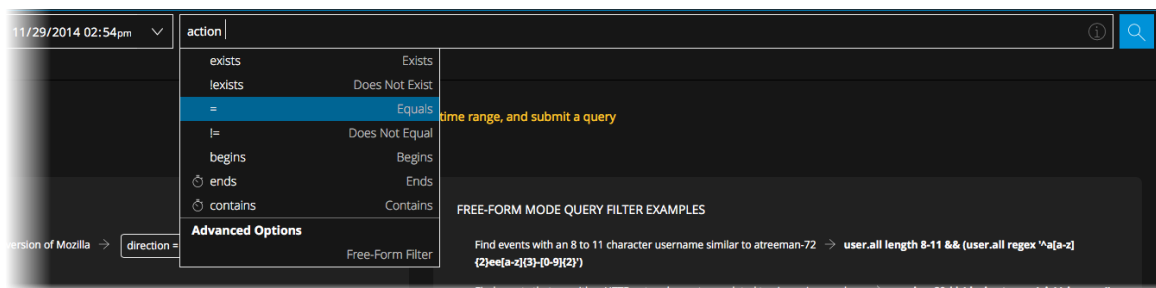 11/29/2014 02:54pm
action
exists Exists
!exists Does Not Exist
= Equals
!= Does Not Equal
begins Begins
ends Ends
contains Contains
Advanced Options
Free-Form Filter
time range, and submit a query
version of Mozilla → direction =
FREE-FORM MODE QUERY FILTER EXAMPLES
Find events with an 8 to 11 character username similar to atreeman-72 → user.all length 8-11 && (user.all regex '^a[a-z]
{2}ee[a-z]{3}-[0-9]{2}')